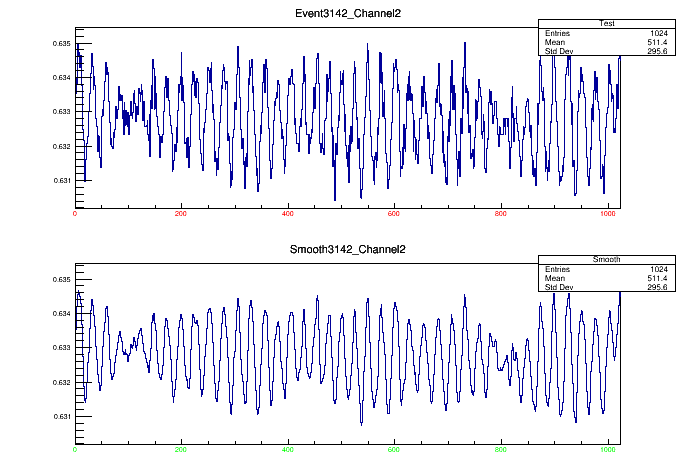 Event3142_Channel2
Test
Entries 1024
Mean 511.4
Std Dev 295.6
0.635
0.634
0.633
0.632
0.631
0 200 400 600 800 1000
Smooth3142_Channel2
Smooth
Entries 1024
Mean 511.4
Std Dev 295.6
0.635
0.634
0.633
0.632
0.631
0 200 400 600 800 1000